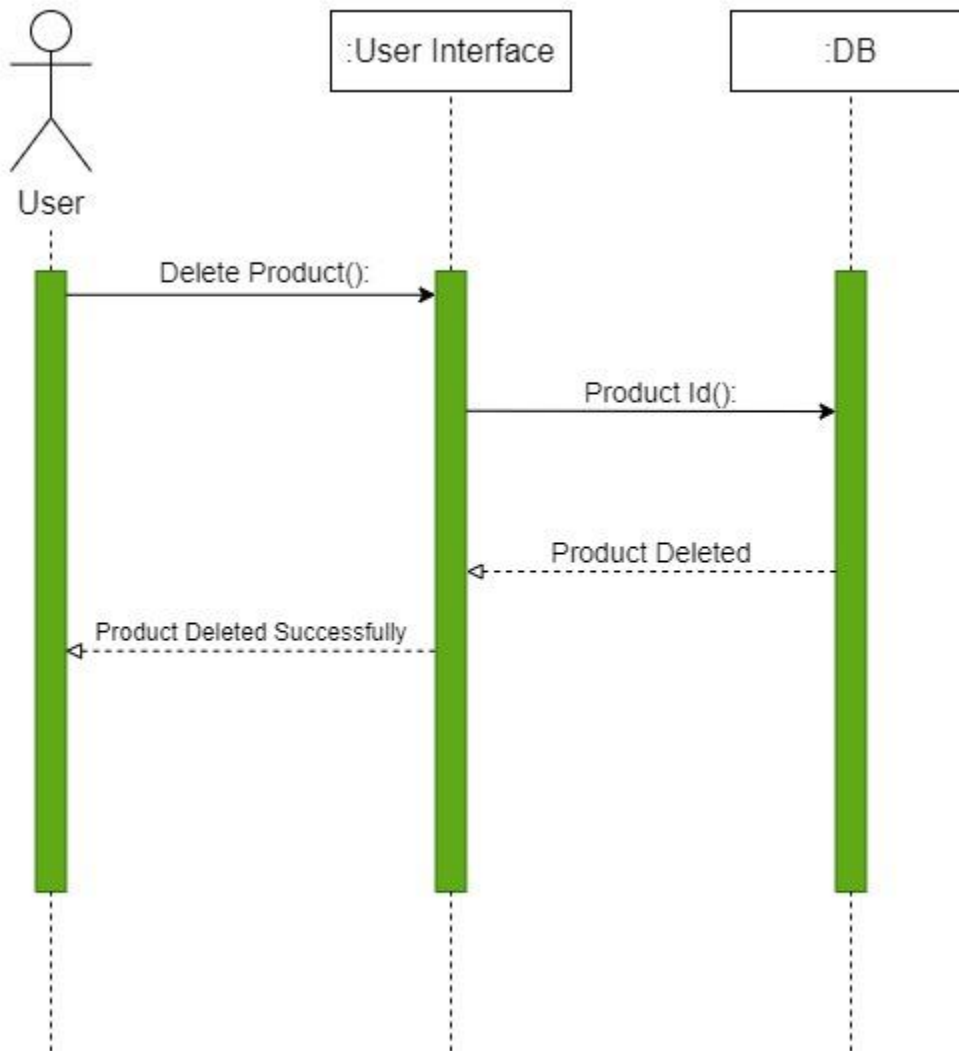 :User Interface
:DB
User
Delete Product():
Product Id():
Product Deleted
Product Deleted Successfully